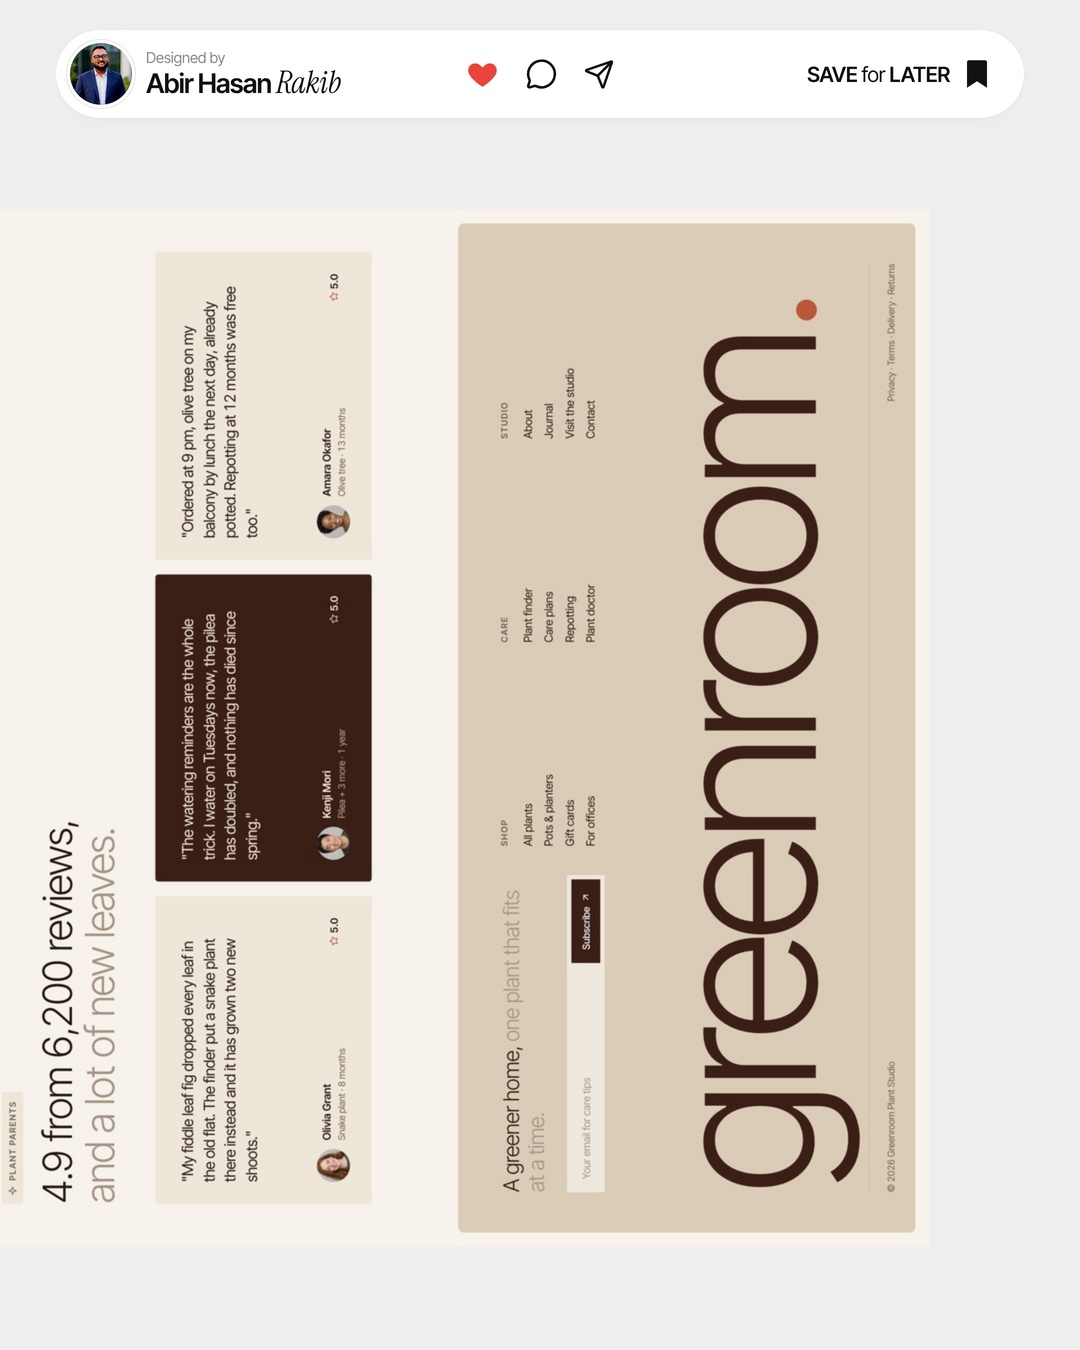 Designed by
Abir Hasan Rakib
SAVE for LATER
PLANT PARENTS
4.9 from 6,200 reviews,
and a lot of new leaves.
"My fiddle leaf fig dropped every leaf in
the old flat. The finder put a snake plant
there instead and it has grown two new
shoots."
Olivia Grant
Snake plant · 8 months
5.0
"The watering reminders are the whole
trick. I water on Tuesdays now, the pilea
has doubled, and nothing has died since
spring."
Kenji Mori
Pilea + 3 more · 1 year
5.0
"Ordered at 9 pm, olive tree on my
balcony by lunch the next day, already
potted. Repotting at 12 months was free
too."
Amara Okafor
Olive tree · 13 months
5.0
A greener home, one plant that fits
at a time.
Your email for care tips
Subscribe
SHOP
All plants
Pots & planters
Gift cards
For offices
CARE
Plant finder
Care plans
Repotting
Plant doctor
STUDIO
About
Journal
Visit the studio
Contact
greenroom.
© 2026 Greenroom Plant Studio
Privacy · Terms · Delivery · Returns